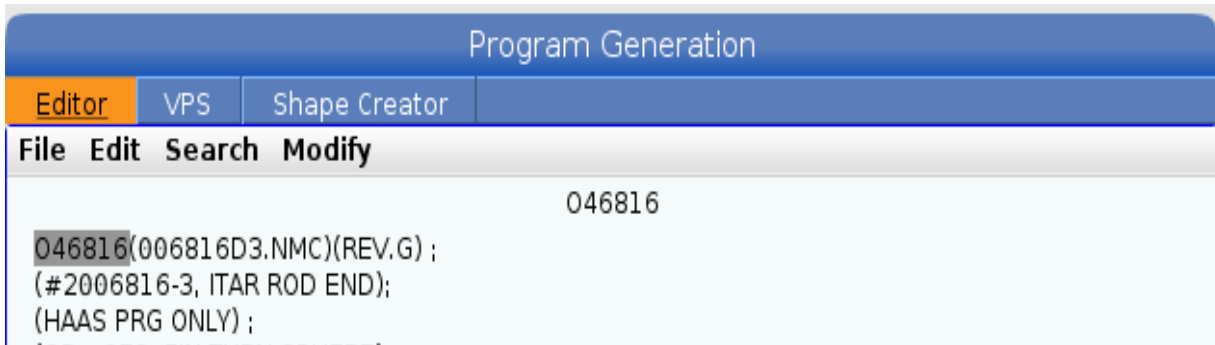 Program Generation
Editor VPS Shape Creator
File Edit Search Modify
O46816
O46816(006816D3.NMC)(REV.G) ;
(#2006816-3, ITAR ROD END);
(HAAS PRG ONLY) ;